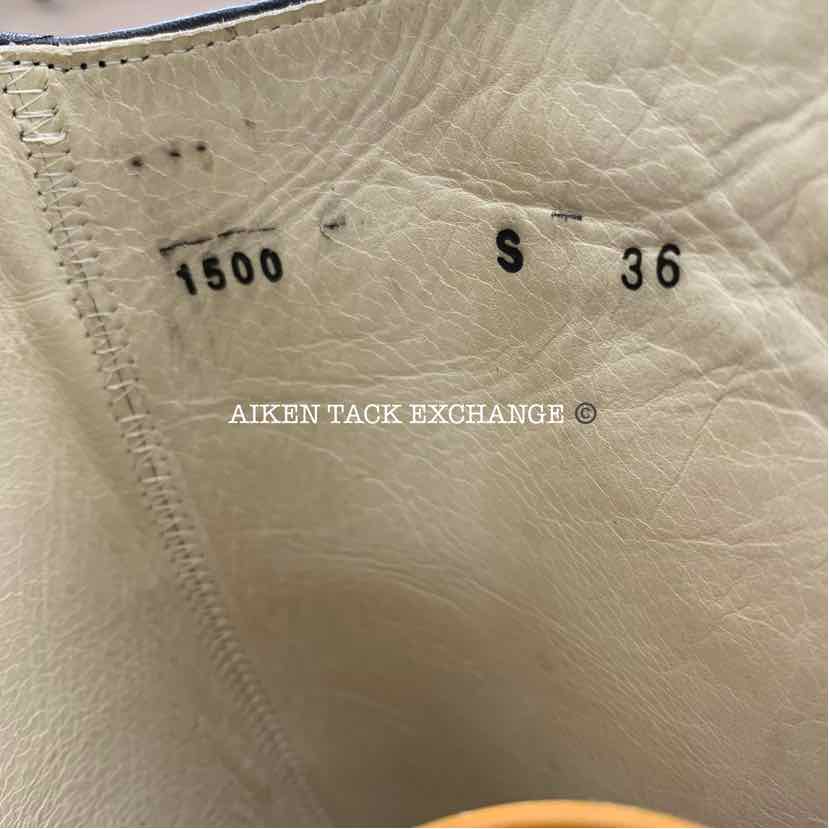 1500 S 36
AIKEN TACK EXCHANGE ©